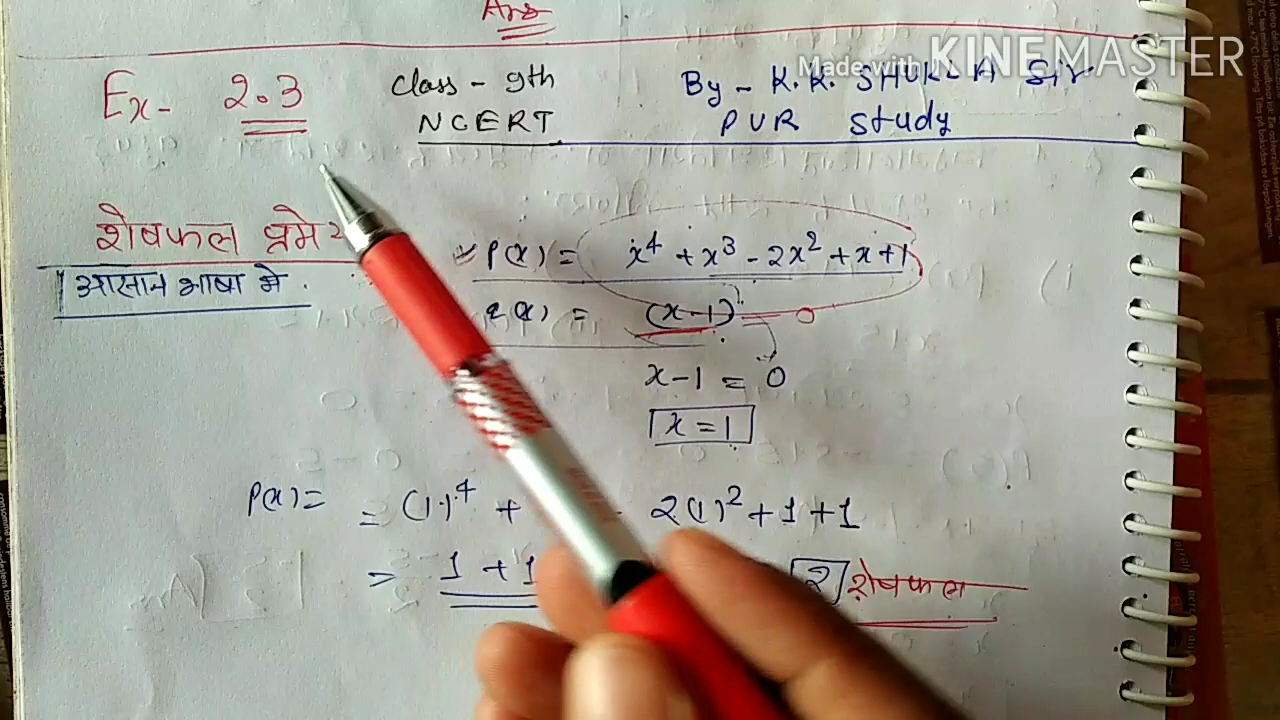 Ans
Made with KINEMASTER
Ex- 2.3
Class - 9th
NCERT
By - K.K. SHUKLA Sir
PUR Study
शेषफल
आसान भाषा मे.
P(x) = x⁴ + x³ - 2x² + x + 1
(x) = (x-1) = 0
x-1 = 0
x = 1
P(x) = = (1)⁴ + 2(1)² + 1 + 1
= 1 + 1 2 शेषफल